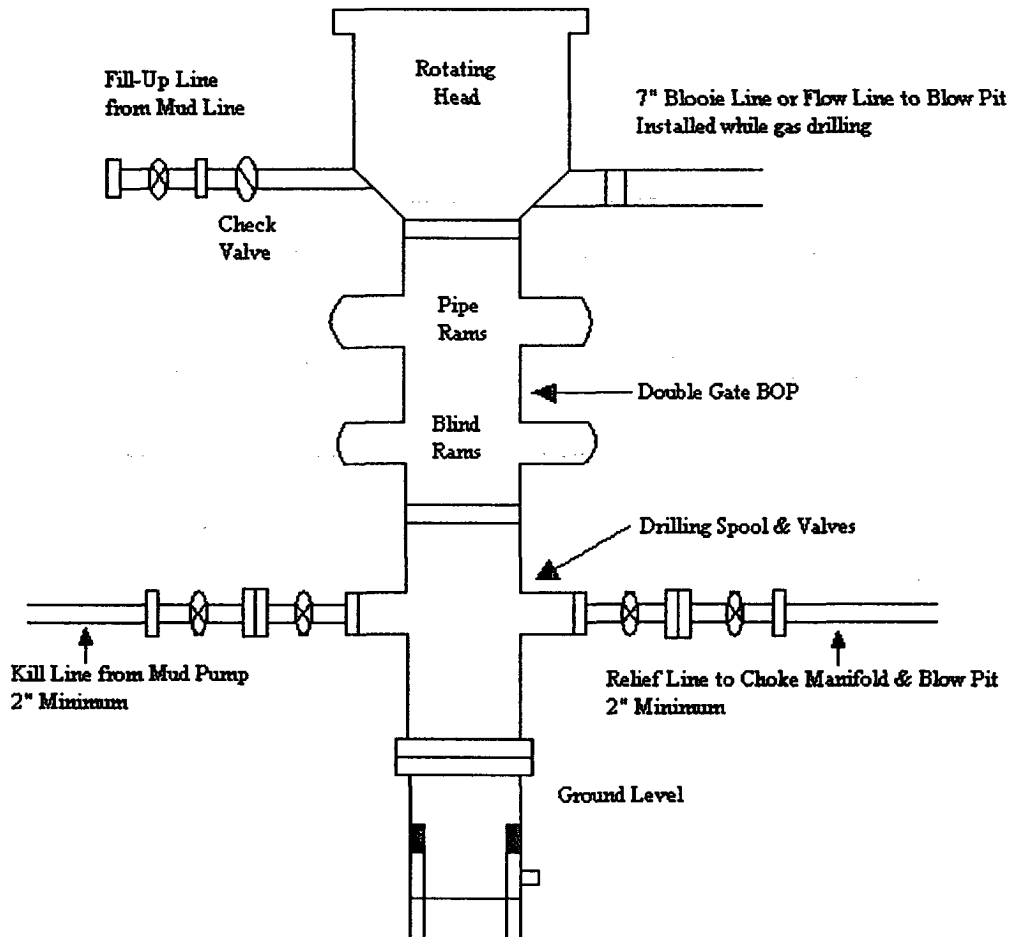 Rotating
Head
Fill-Up Line
from Mud Line
7" Blooie Line or Flow Line to Blow Pit
Installed while gas drilling
Check
Valve
Pipe
Rams
Double Gate BOP
Blind
Rams
Drilling Spool & Valves
Kill Line from Mud Pump
2" Minimum
Relief Line to Choke Manifold & Blow Pit
2" Minimum
Ground Level